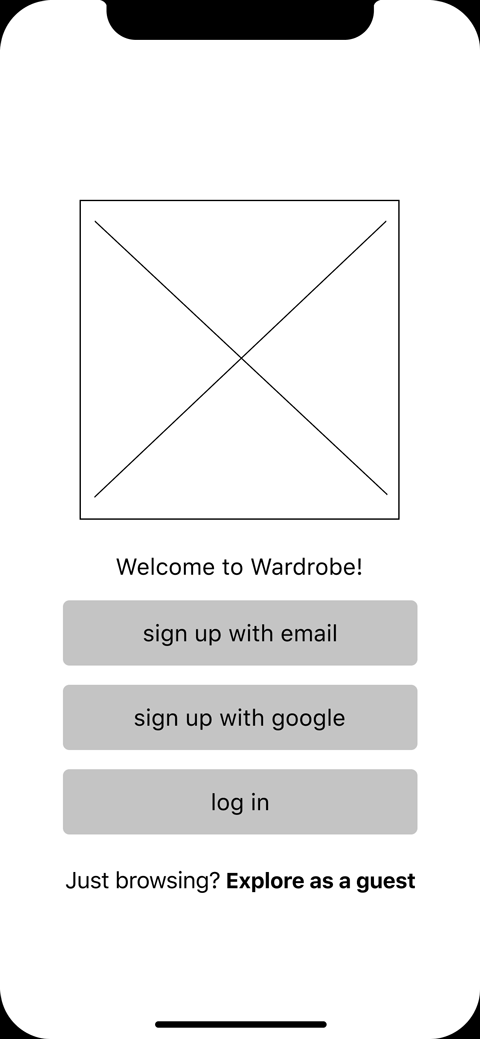 Welcome to Wardrobe!
sign up with email
sign up with google
log in
Just browsing? Explore as a guest